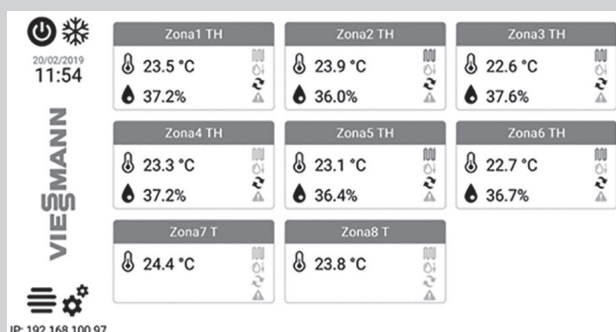 20/02/2019
11:54
VIESMANN
IP: 192.168.100.97
Zona1 TH
23.5 °C
37.2%
Zona2 TH
23.9 °C
36.0%
Zona3 TH
22.6 °C
37.6%
Zona4 TH
23.3 °C
37.2%
Zona5 TH
23.1 °C
36.4%
Zona6 TH
22.7 °C
36.7%
Zona7 T
24.4 °C
Zona8 T
23.8 °C